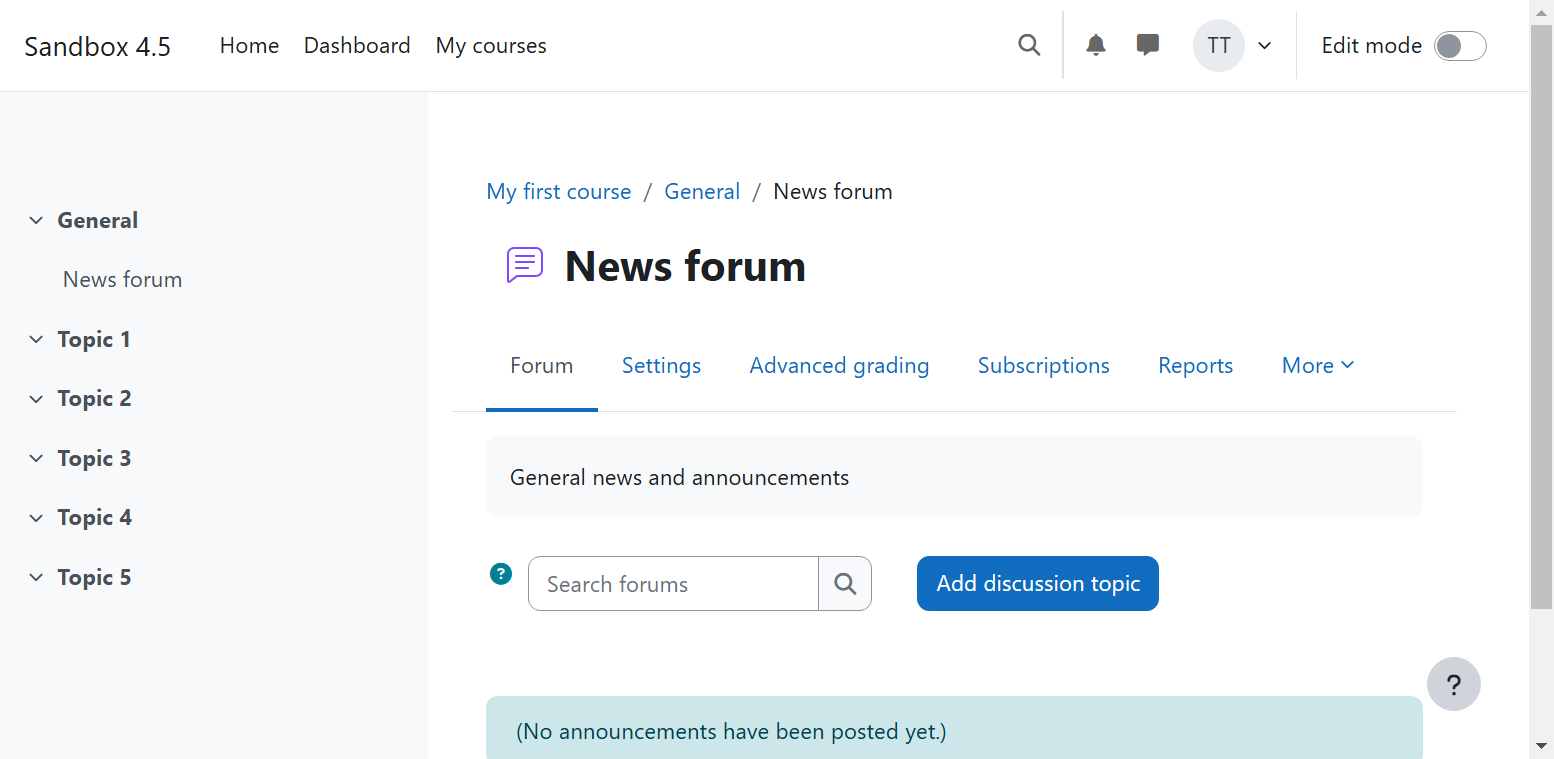 Sandbox 4.5 Home Dashboard My courses TT Edit mode
General
News forum
Topic 1
Topic 2
Topic 3
Topic 4
Topic 5
My first course / General / News forum
News forum
Forum Settings Advanced grading Subscriptions Reports More
General news and announcements
? Search forums Add discussion topic
?
(No announcements have been posted yet.)